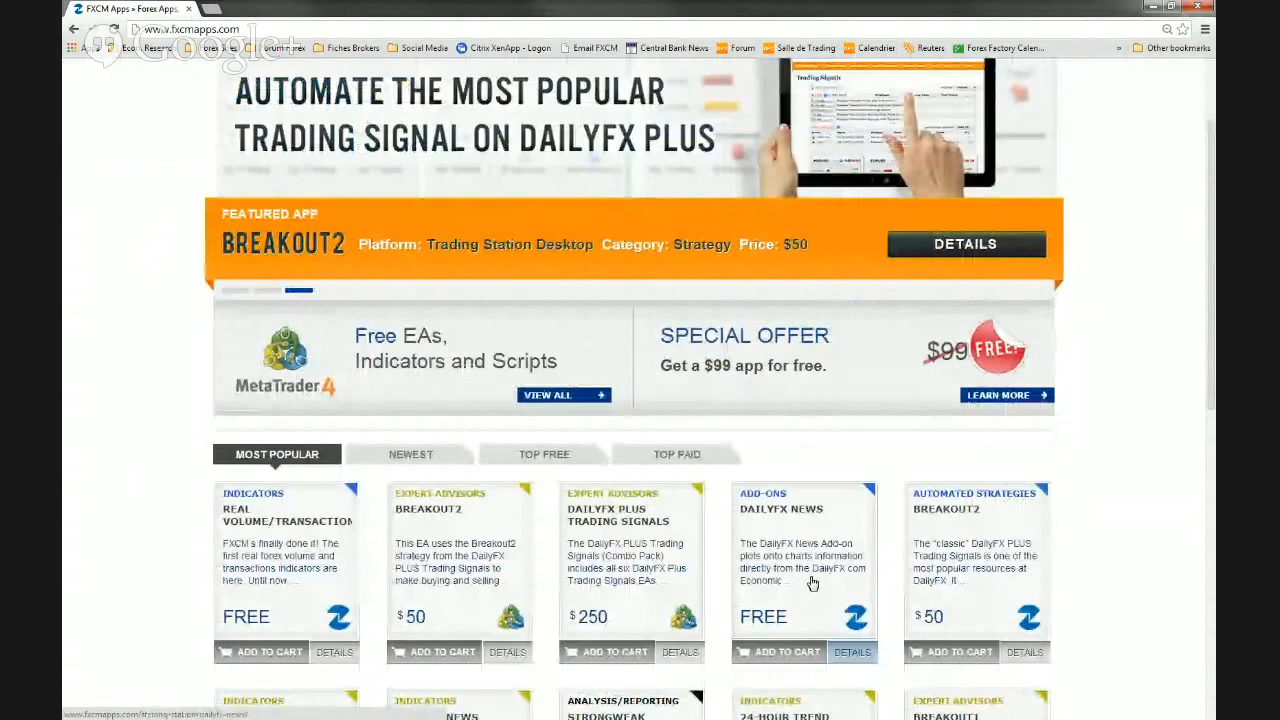 FXCM Apps » Forex Apps,
www.fxcmapps.com
Google+
Fiches Brokers
Social Media
Citrix XenApp - Logon
Email FXCM
Central Bank News
Forum
Salle de Trading
Calendrier
Reuters
Forex Factory Calen...
»
Other bookmarks
AUTOMATE THE MOST POPULAR
TRADING SIGNAL ON DAILYFX PLUS
Trading Signals
FEATURED APP
BREAKOUT2 Platform: Trading Station Desktop Category: Strategy Price: $50
DETAILS
MetaTrader 4
Free EAs,
Indicators and Scripts
VIEW ALL
SPECIAL OFFER
Get a $99 app for free.
$99 FREE!
LEARN MORE
MOST POPULAR
NEWEST
TOP FREE
TOP PAID
INDICATORS
REAL
VOLUME/TRANSACTION
FXCM's finally done it! The
first real forex volume and
transactions indicators are
here. Until now, ...
FREE
ADD TO CART
DETAILS
EXPERT ADVISORS
BREAKOUT2
This EA uses the Breakout2
strategy from the DailyFX
PLUS Trading Signals to
make buying and selling ...
$50
ADD TO CART
DETAILS
EXPERT ADVISORS
DAILYFX PLUS
TRADING SIGNALS
The DailyFX PLUS Trading
Signals (Combo Pack)
includes all six DailyFX Plus
Trading Signals EAs, ...
$250
ADD TO CART
DETAILS
ADD-ONS
DAILYFX NEWS
The DailyFX News Add-on
plots onto charts information
directly from the DailyFX com
Economic ...
FREE
ADD TO CART
DETAILS
AUTOMATED STRATEGIES
BREAKOUT2
The "classic" DailyFX PLUS
Trading Signals is one of the
most popular resources at
DailyFX. It ...
$50
ADD TO CART
DETAILS
INDICATORS
INDICATORS
NEWS
ANALYSIS/REPORTING
STRONGWEAK
INDICATORS
24-HOUR TREND
EXPERT ADVISORS
BREAKOUT1
fxcmapps.com/trading-station/dailyfx-news/